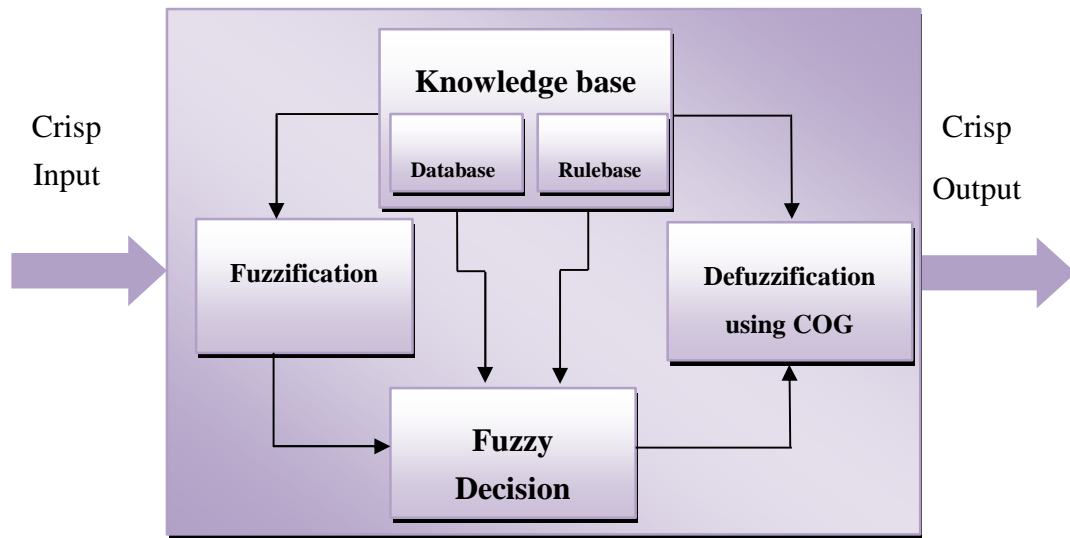 Knowledge base
Crisp
Input
Database
Rulebase
Crisp
Output
Fuzzification
Defuzzification
using COG
Fuzzy
Decision